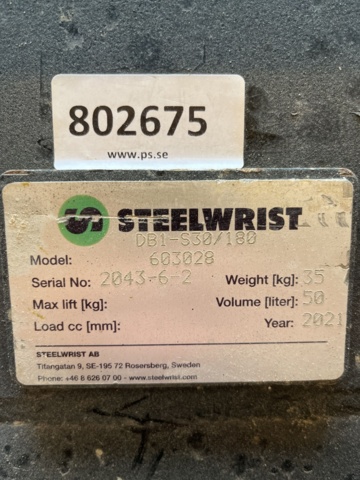 802675
www.ps.se
STEELWRIST
DB1-S30/180
Model: 603028
Serial No: 2043-6-2 Weight [kg]: 35
Max lift [kg]: Volume [liter]: 50
Load cc [mm]: Year: 2021
STEELWRIST AB
Titangatan 9, SE-195 72 Rosersberg, Sweden
Phone: +46 8 626 07 00 - www.steelwrist.com